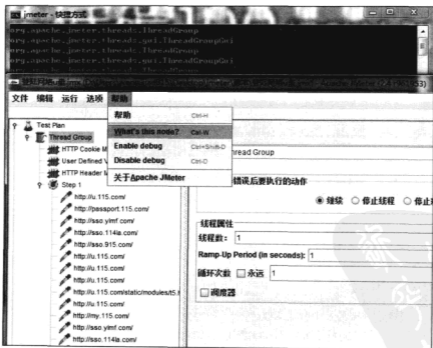 jmeter - 快捷方式
org.apache.jmeter.threads.ThreadGroup
org.apache.jmeter.threads.gui.ThreadGroupGui
org.apache.jmeter.threads.ThreadGroup
org.apache.jmeter.threads.gui.ThreadGroupGui
文件 编辑 运行 选项 帮助
帮助 Ctrl-H
What's this node? Ctrl-W
Enable debug Ctrl+Shift-D
Disable debug Ctrl-D
关于Apache JMeter
Test Plan
Thread Group
HTTP Cookie M
User Defined V
HTTP Header M
Step 1
http://u.115.com/
http://passport.115.com/
http://sso.yimf.com/
http://sso.114la.com/
http://sso.915.com/
http://u.115.com/
http://u.115.com/
http://u.115.com/
http://u.115.com/static/modules/t5.
http://u.115.com/
http://my.115.com/
http://sso.yimf.com/
http://sso.114la.com/
hread Group
错误后要执行的动作
继续 停止线程
线程属性
线程数： 1
Ramp-Up Period (in seconds): 1
循环次数 永远 1
调度器